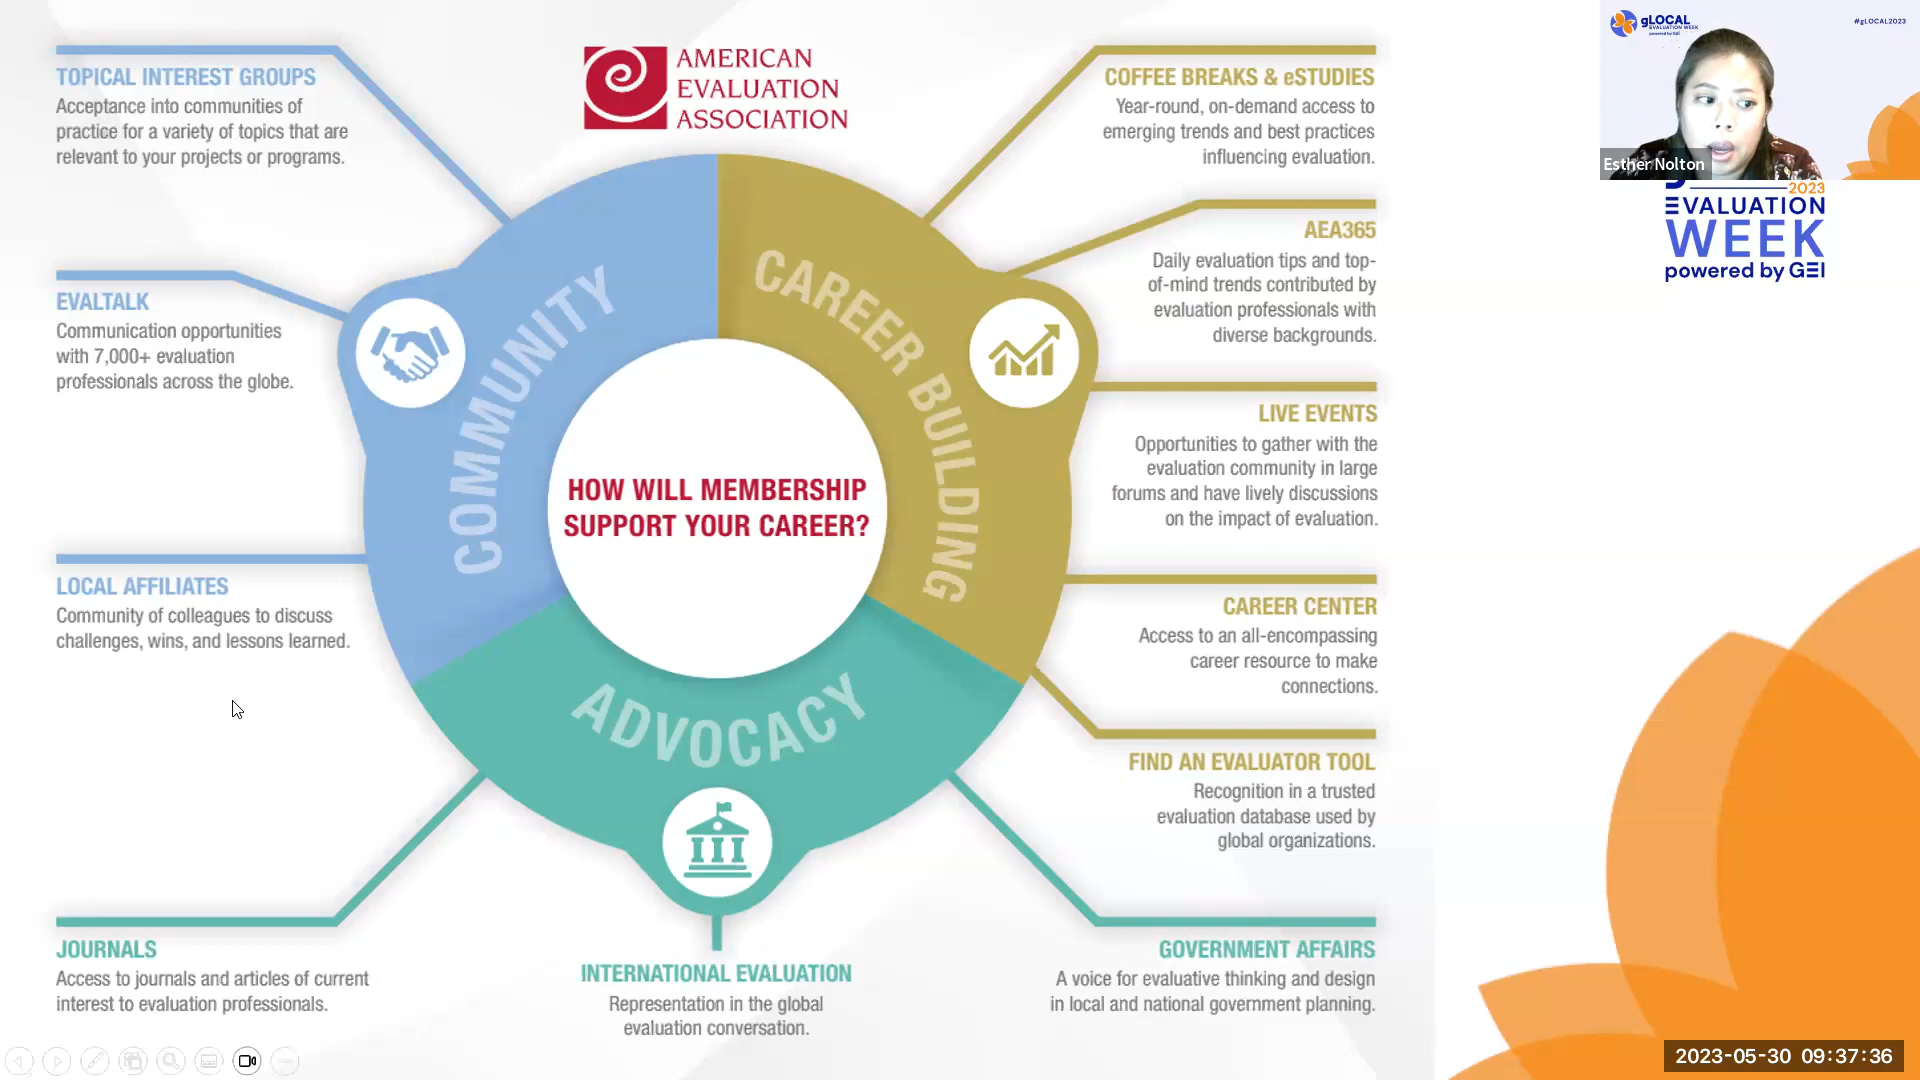 TOPICAL INTEREST GROUPS
Acceptance into communities of
practice for a variety of topics that are
relevant to your projects or programs.
EVALTALK
Communication opportunities
with 7,000+ evaluation
professionals across the globe.
LOCAL AFFILIATES
Community of colleagues to discuss
challenges, wins, and lessons learned.
JOURNALS
Access to journals and articles of current
interest to evaluation professionals.
AMERICAN
EVALUATION
ASSOCIATION
COMMUNITY
CAREER BUILDING
HOW WILL MEMBERSHIP
SUPPORT YOUR CAREER?
ADVOCACY
INTERNATIONAL EVALUATION
Representation in the global
evaluation conversation.
COFFEE BREAKS & eSTUDIES
Year-round, on-demand access to
emerging trends and best practices
influencing evaluation.
AEA365
Daily evaluation tips and top-
of-mind trends contributed by
evaluation professionals with
diverse backgrounds.
LIVE EVENTS
Opportunities to gather with the
evaluation community in large
forums and have lively discussions
on the impact of evaluation.
CAREER CENTER
Access to an all-encompassing
career resource to make
connections.
FIND AN EVALUATOR TOOL
Recognition in a trusted
evaluation database used by
global organizations.
GOVERNMENT AFFAIRS
A voice for evaluative thinking and design
in local and national government planning.
gLOCAL
EVALUATION WEEK
powered by GEI
#gLOCAL2023
Esther Nolton
2023
EVALUATION
WEEK
powered by GEI
2023-05-30 09:37:36